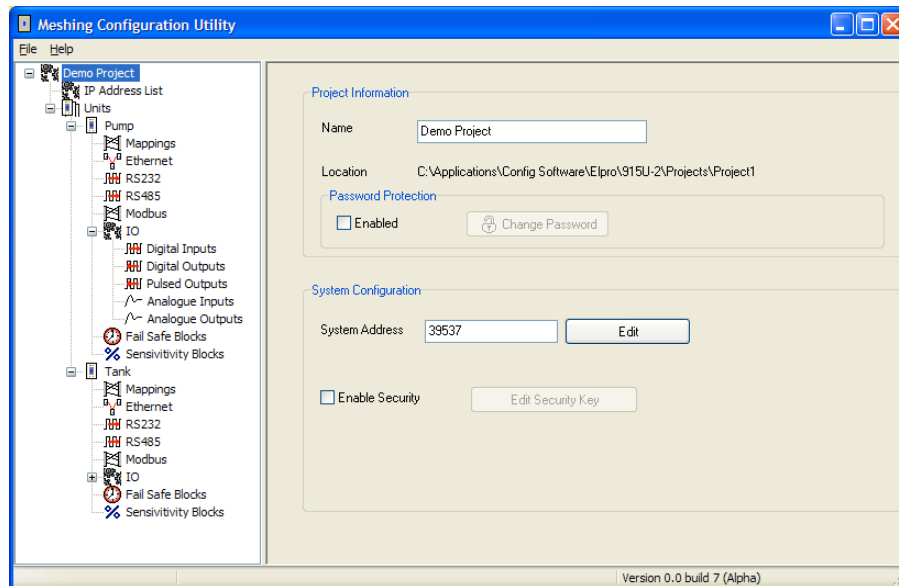 Meshing Configuration Utility
File Help
Demo Project
IP Address List
Units
Pump
Mappings
Ethernet
RS232
RS485
Modbus
IO
Digital Inputs
Digital Outputs
Pulsed Outputs
Analogue Inputs
Analogue Outputs
Fail Safe Blocks
Sensivitivity Blocks
Tank
Mappings
Ethernet
RS232
RS485
Modbus
IO
Fail Safe Blocks
Sensivitivity Blocks
Project Information
Name Demo Project
Location C:\Applications\Config Software\Elpro\915U-2\Projects\Project1
Password Protection
Enabled Change Password
System Configuration
System Address 39537 Edit
Enable Security Edit Security Key
Version 0.0 build 7 (Alpha)